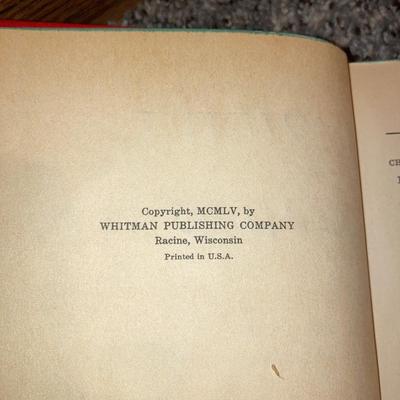 Copyright, MCMLV, by
WHITMAN PUBLISHING COMPANY
Racine, Wisconsin
Printed in U.S.A.